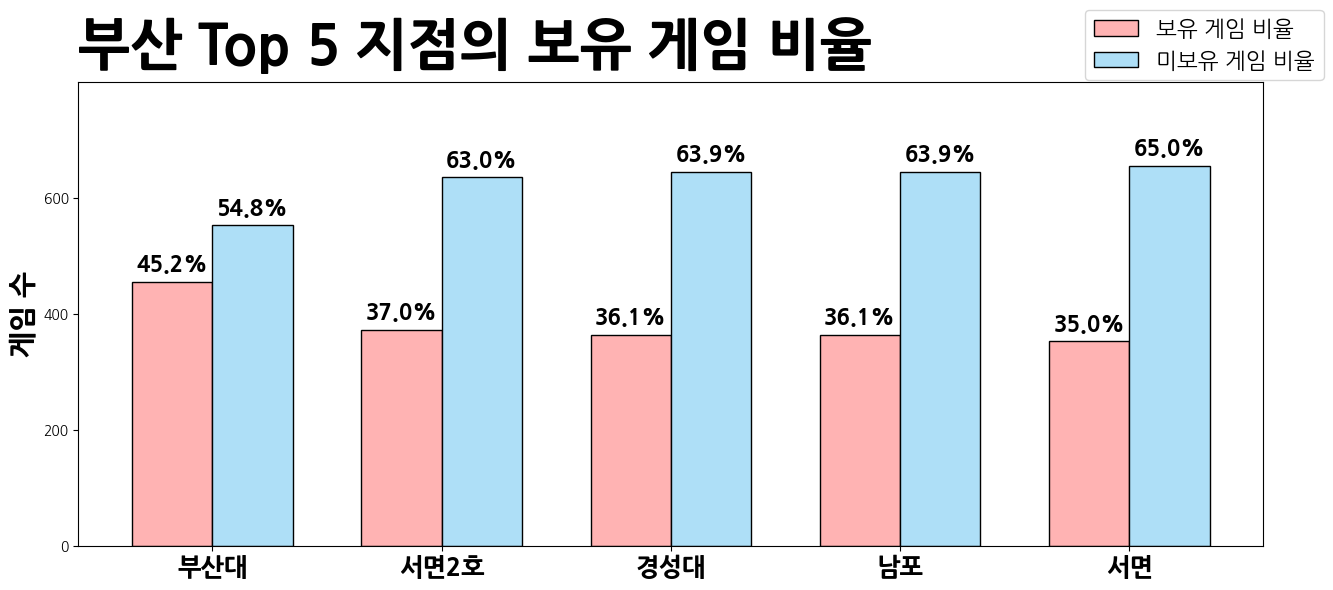 부산 Top 5 지점의 보유 게임 비율
보유 게임 비율
미보유 게임 비율
게임 수
600
400
200
0
45.2%
54.8%
37.0%
63.0%
36.1%
63.9%
36.1%
63.9%
35.0%
65.0%
부산대
서면2호
경성대
남포
서면